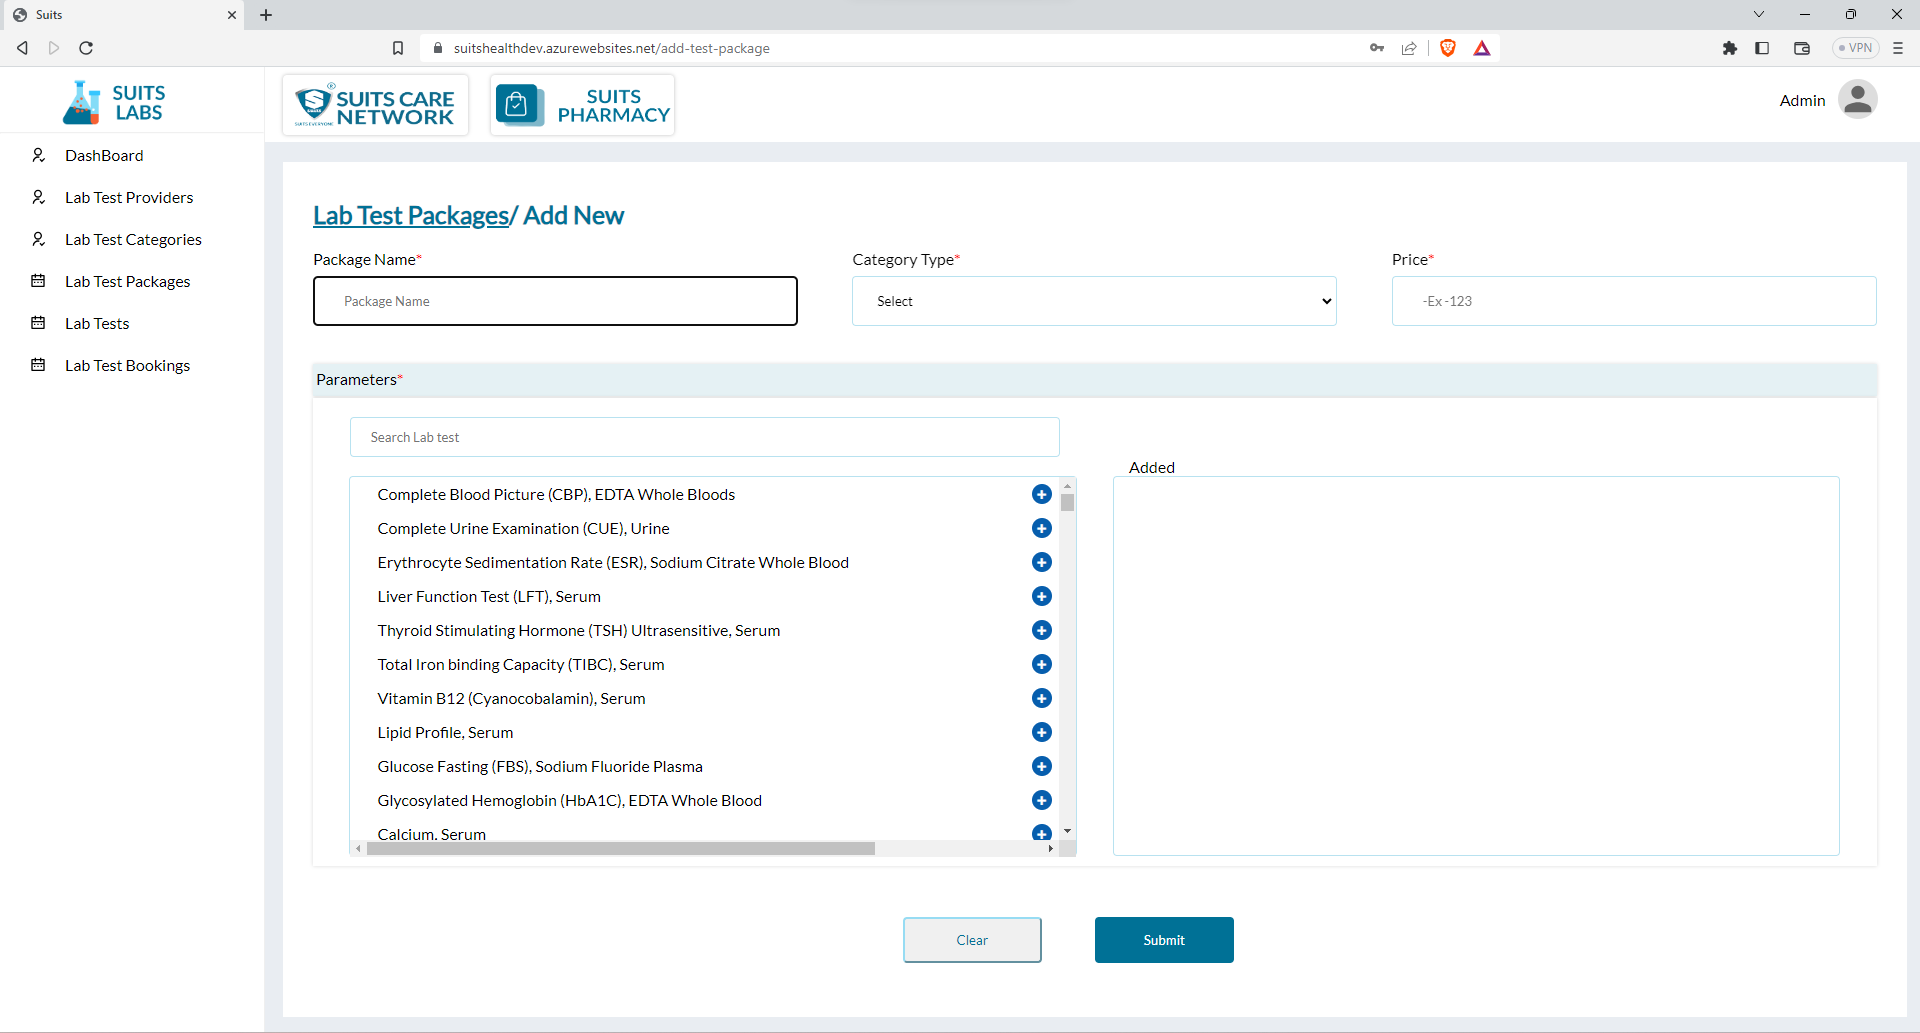 Suits
suitshealthdev.azurewebsites.net/add-test-package
VPN
SUITS
LABS
SUITS CARE
NETWORK
SUITS
PHARMACY
Admin
DashBoard
Lab Test Providers
Lab Test Categories
Lab Test Packages
Lab Tests
Lab Test Bookings
Lab Test Packages/ Add New
Package Name* Category Type* Price*
Package Name Select -Ex -123
Parameters*
Search Lab test
Added
Complete Blood Picture (CBP), EDTA Whole Bloods
Complete Urine Examination (CUE), Urine
Erythrocyte Sedimentation Rate (ESR), Sodium Citrate Whole Blood
Liver Function Test (LFT), Serum
Thyroid Stimulating Hormone (TSH) Ultrasensitive, Serum
Total Iron binding Capacity (TIBC), Serum
Vitamin B12 (Cyanocobalamin), Serum
Lipid Profile, Serum
Glucose Fasting (FBS), Sodium Fluoride Plasma
Glycosylated Hemoglobin (HbA1C), EDTA Whole Blood
Calcium, Serum
Clear Submit